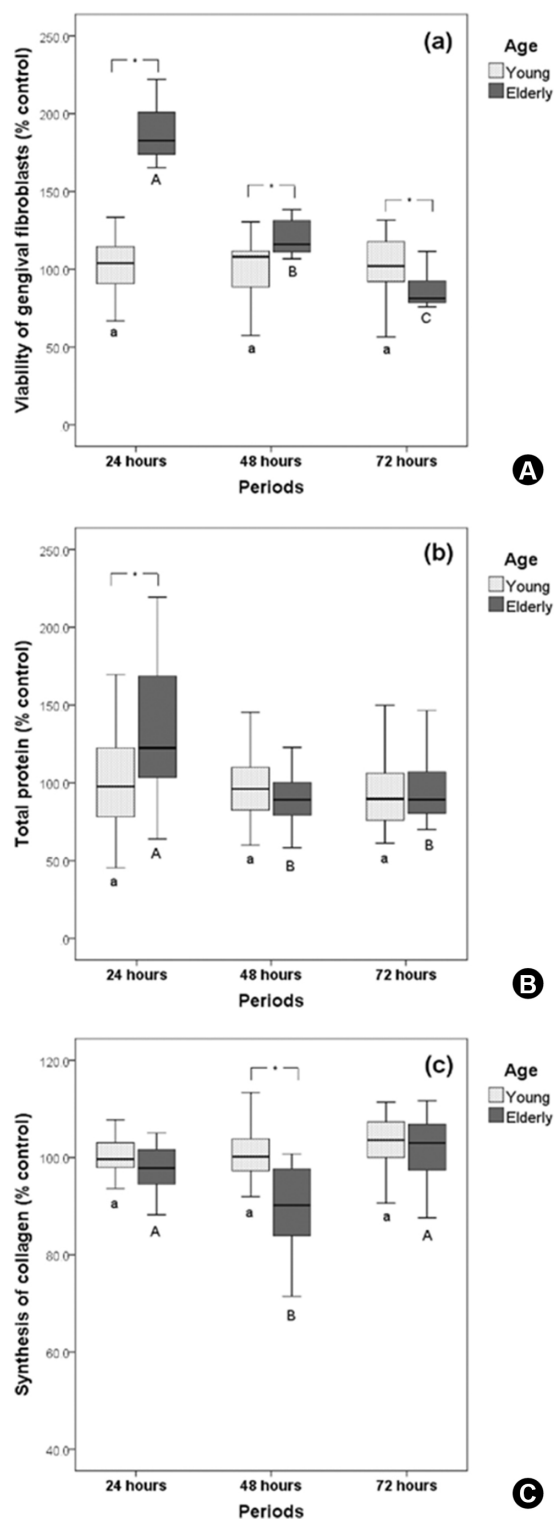 (a)
Age
Young
Elderly
Viability of gengival fibroblasts (% control)
250.0
200.0
150.0
100.0
50.0
.0
*
*
*
A
B
C
a
a
a
24 hours 48 hours 72 hours
Periods
A
(b)
Age
Young
Elderly
Total protein (% control)
250.0
200.0
150.0
100.0
50.0
.0
*
a
A
a
B
a
B
24 hours 48 hours 72 hours
Periods
B
(c)
Age
Young
Elderly
Synthesis of collagen (% control)
120.0
100.0
80.0
60.0
40.0
*
a
A
a
B
a
A
24 hours 48 hours 72 hours
Periods
C